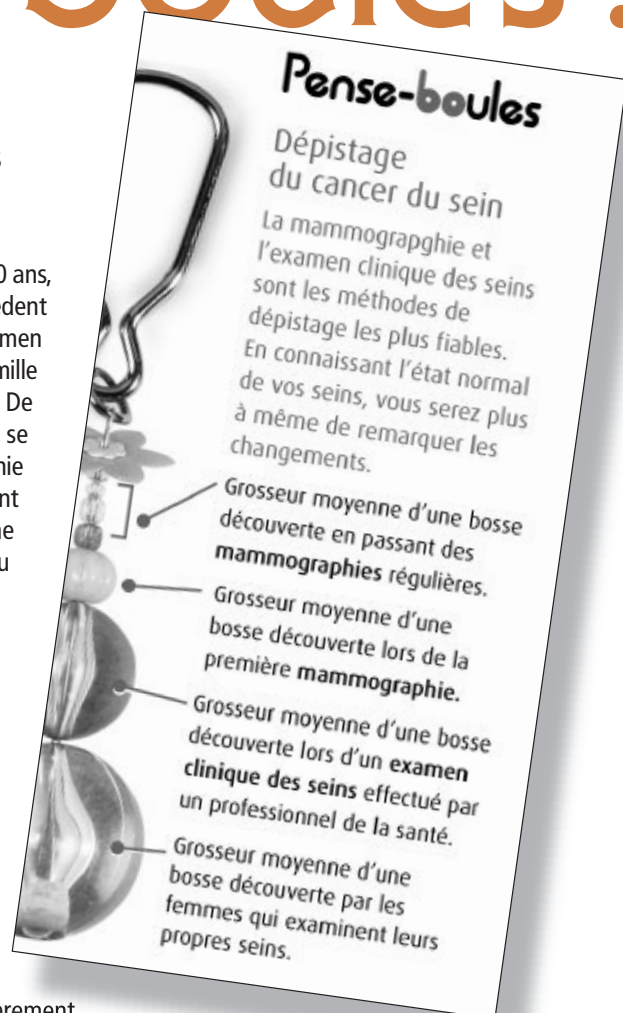 0 ans,
De
se
Pense-boules
Dépistage
du cancer du sein
La mammograpghie et
l'examen clinique des seins
sont les méthodes de
dépistage les plus fiables.
En connaissant l'état normal
de vos seins, vous serez plus
à même de remarquer les
changements.
Grosseur moyenne d'une bosse
découverte en passant des
mammographies régulières.
Grosseur moyenne d'une
bosse découverte lors de la
première mammographie.
Grosseur moyenne d'une bosse
découverte lors d'un examen
clinique des seins effectué par
un professionnel de la santé.
Grosseur moyenne d'une
bosse découverte par les
femmes qui examinent leurs
propres seins.